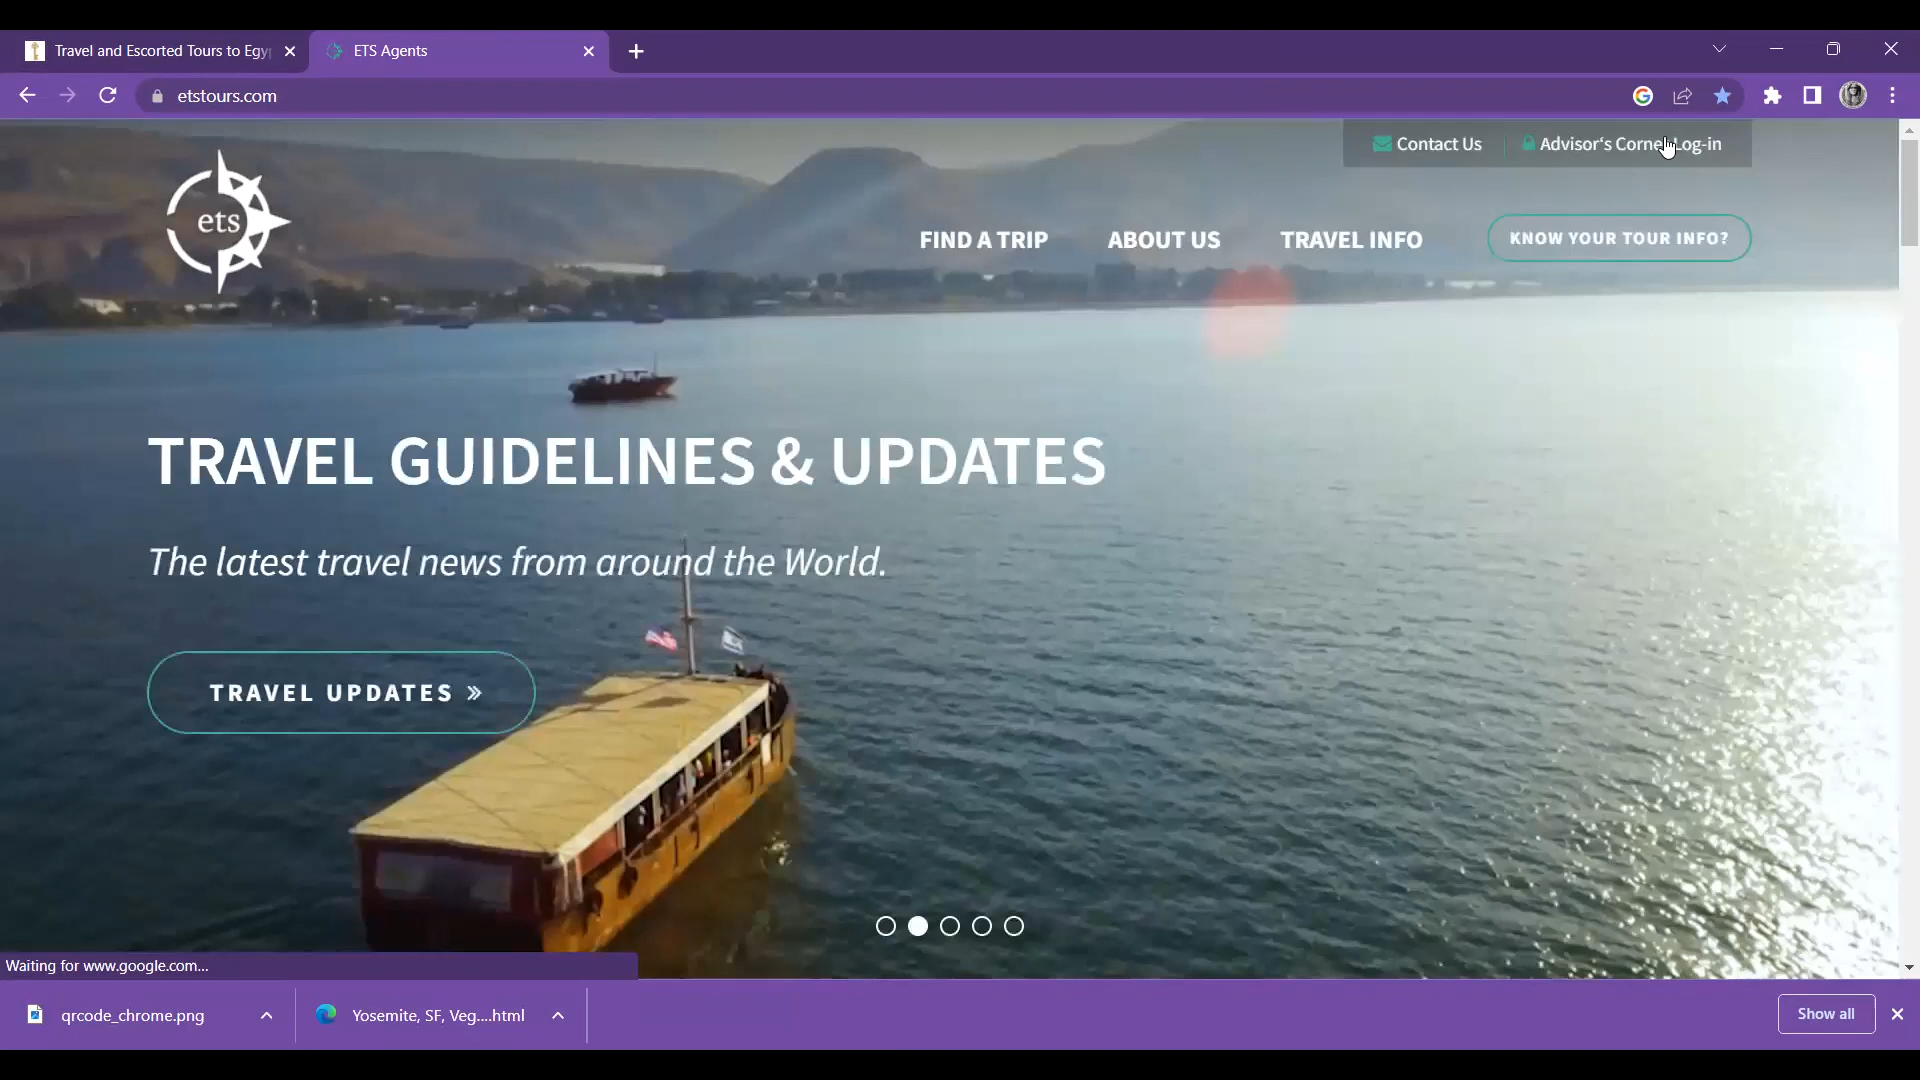 Travel and Escorted Tours to Egy
ETS Agents
etstours.com
Contact Us
Advisor's Corner Log-in
ets
FIND A TRIP
ABOUT US
TRAVEL INFO
KNOW YOUR TOUR INFO?
TRAVEL GUIDELINES & UPDATES
The latest travel news from around the World.
TRAVEL UPDATES »
Waiting for www.google.com...
qrcode_chrome.png
Yosemite, SF, Veg....html
Show all